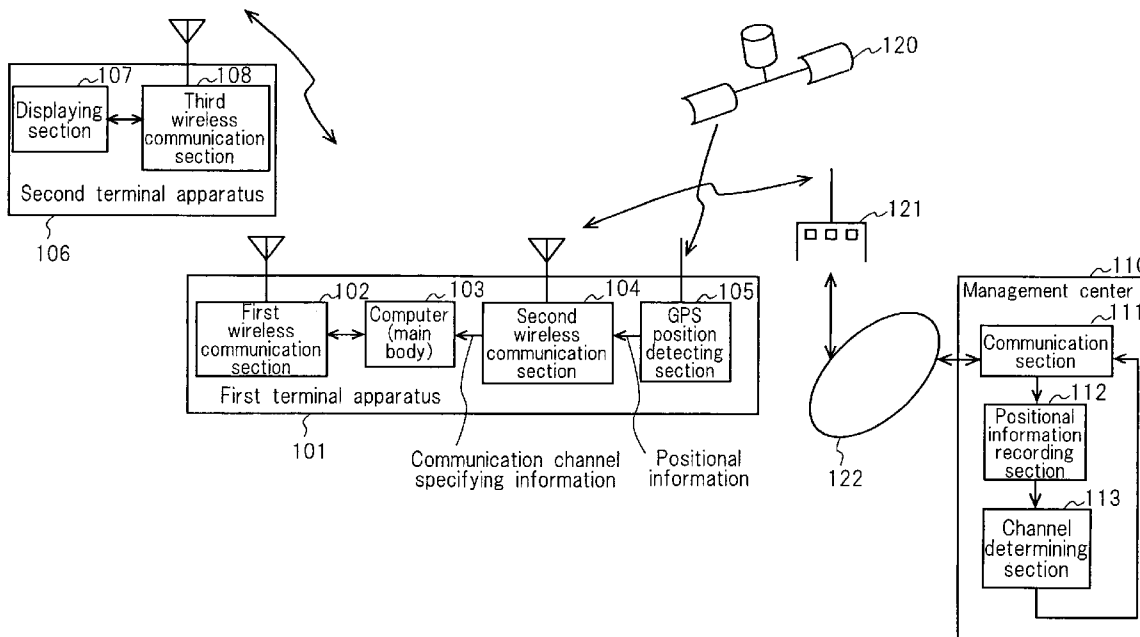 107
108
Displaying
section
Third
wireless
communication
section
Second terminal apparatus
106
120
121
102
103
104
105
First
wireless
communication
section
Computer
(main
body)
Second
wireless
communication
section
GPS
position
detecting
section
First terminal apparatus
101
Communication channel
specifying information
Positional
information
122
110
Management center
111
Communication
section
112
Positional
information
recording
section
113
Channel
determining
section